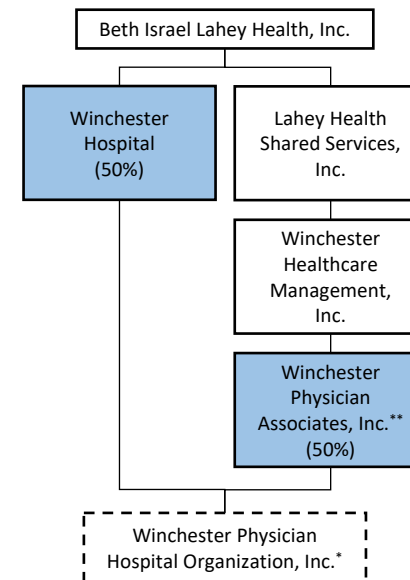 Beth Israel Lahey Health, Inc.
Winchester
Hospital
(50%)
Lahey Health
Shared Services,
Inc.
Winchester
Healthcare
Management,
Inc.
Winchester
Physician
Associates, Inc.**
(50%)
Winchester Physician
Hospital Organization, Inc.*